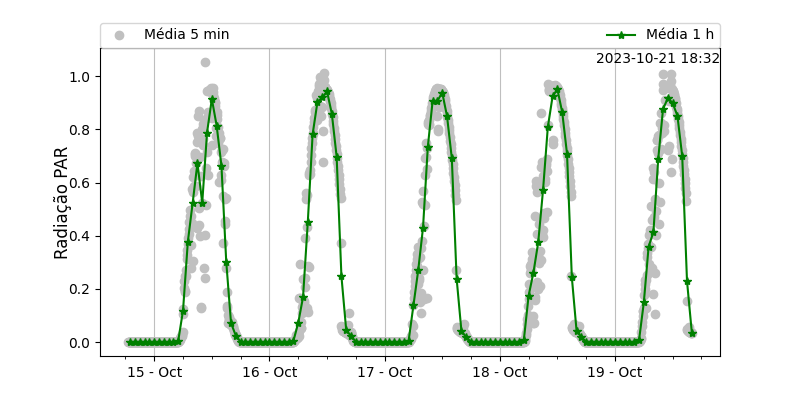 Média 5 min
Média 1 h
2023-10-21 18:32
Radiação PAR
1.0
0.8
0.6
0.4
0.2
0.0
15 - Oct
16 - Oct
17 - Oct
18 - Oct
19 - Oct